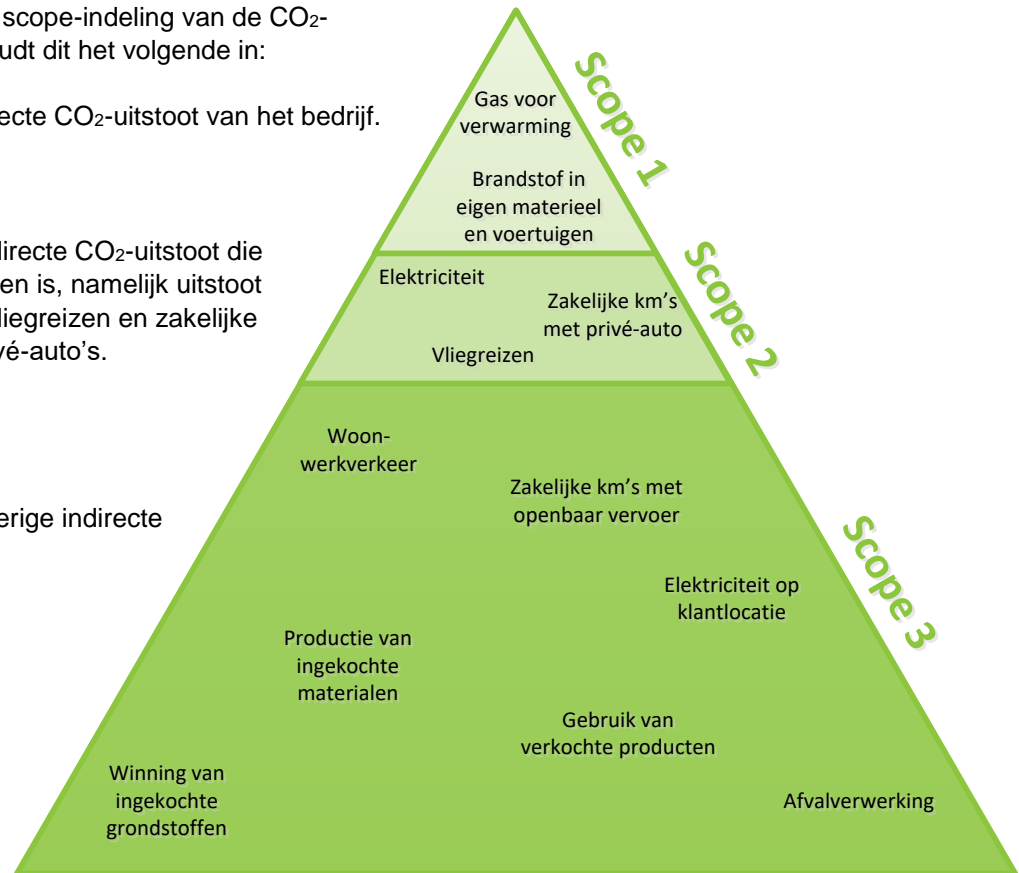 scope-indeling van de CO2-
udt dit het volgende in:
ecte CO2-uitstoot van het bedrijf.
directe CO2-uitstoot die
en is, namelijk uitstoot
liegreizen en zakelijke
vé-auto's.
erige indirecte
Scope 1
Gas voor
verwarming
Brandstof in
eigen materieel
en voertuigen
Scope 2
Elektriciteit
Zakelijke km's
met privé-auto
Vliegreizen
Scope 3
Woon-
werkverkeer
Zakelijke km's met
openbaar vervoer
Elektriciteit op
klantlocatie
Productie van
ingekochte
materialen
Gebruik van
verkochte producten
Winning van
ingekochte
grondstoffen
Afvalverwerking